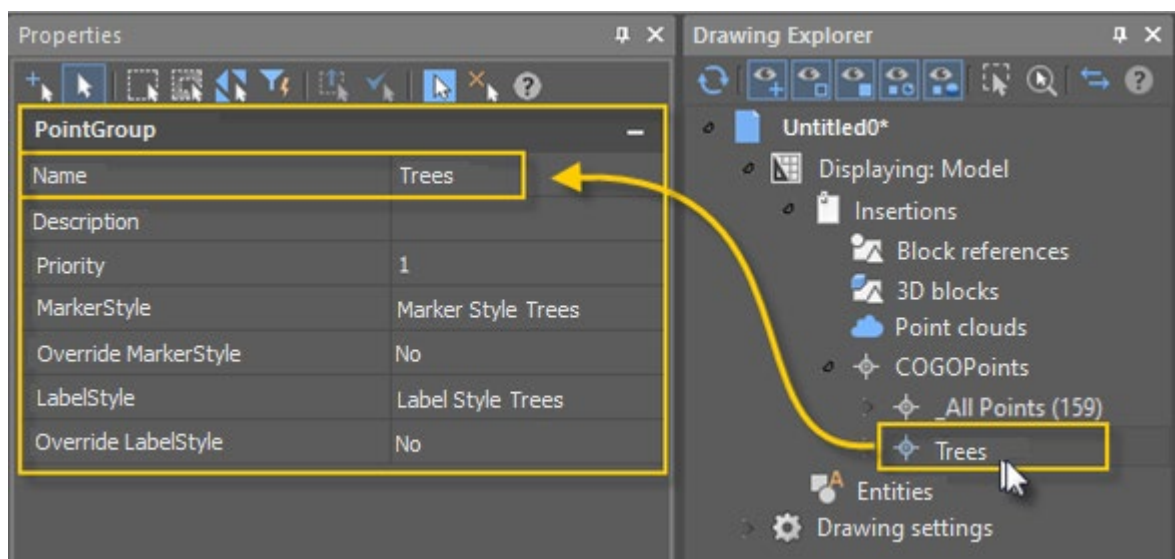 Properties
PointGroup
Name Trees
Description
Priority 1
MarkerStyle Marker Style Trees
Override MarkerStyle No
LabelStyle Label Style Trees
Override LabelStyle No
Drawing Explorer
Untitled0*
Displaying: Model
Insertions
Block references
3D blocks
Point clouds
COGOPoints
_All Points (159)
Trees
Entities
Drawing settings